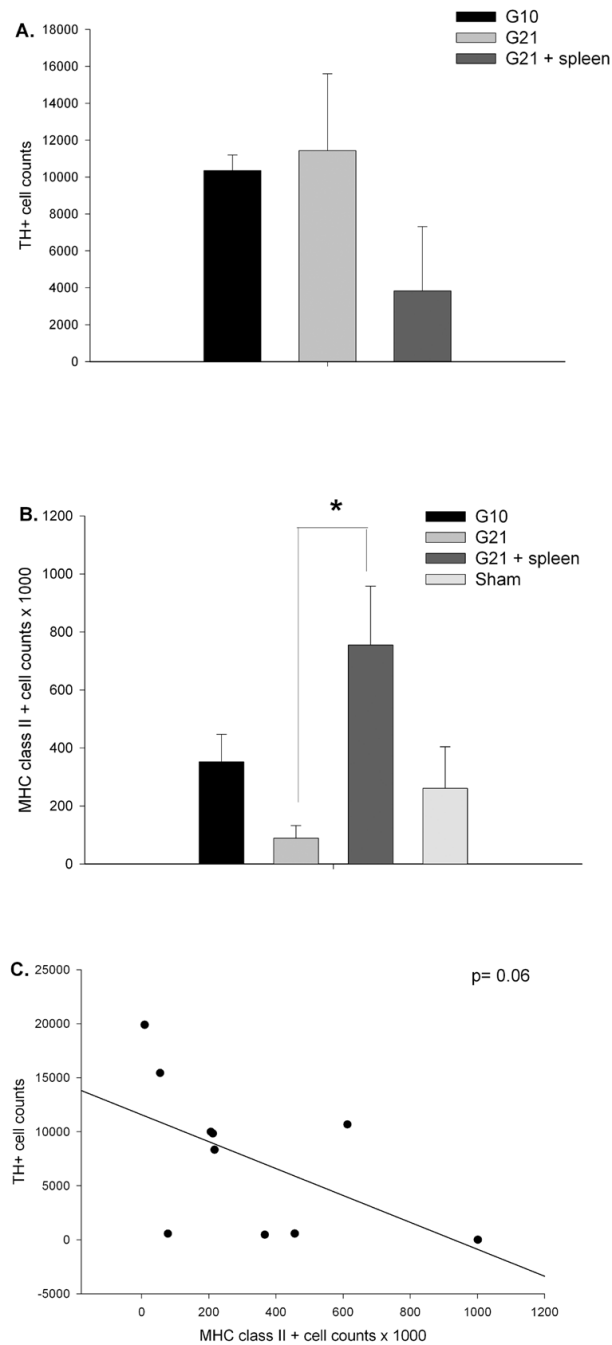 A.
G10
G21
G21 + spleen
18000
16000
14000
12000
10000
8000
6000
4000
2000
0
TH+ cell counts
B.
*
G10
G21
G21 + spleen
Sham
1200
1000
800
600
400
200
0
MHC class II + cell counts x 1000
C.
p= 0.06
25000
20000
15000
10000
5000
0
-5000
TH+ cell counts
0 200 400 600 800 1000 1200
MHC class II + cell counts x 1000